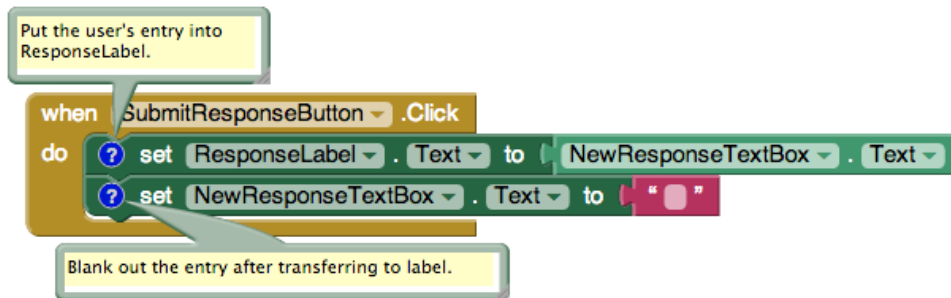 Put the user's entry into
ResponseLabel.
when SubmitResponseButton .Click
do ? set ResponseLabel . Text to NewResponseTextBox . Text
? set NewResponseTextBox . Text to " "
Blank out the entry after transferring to label.